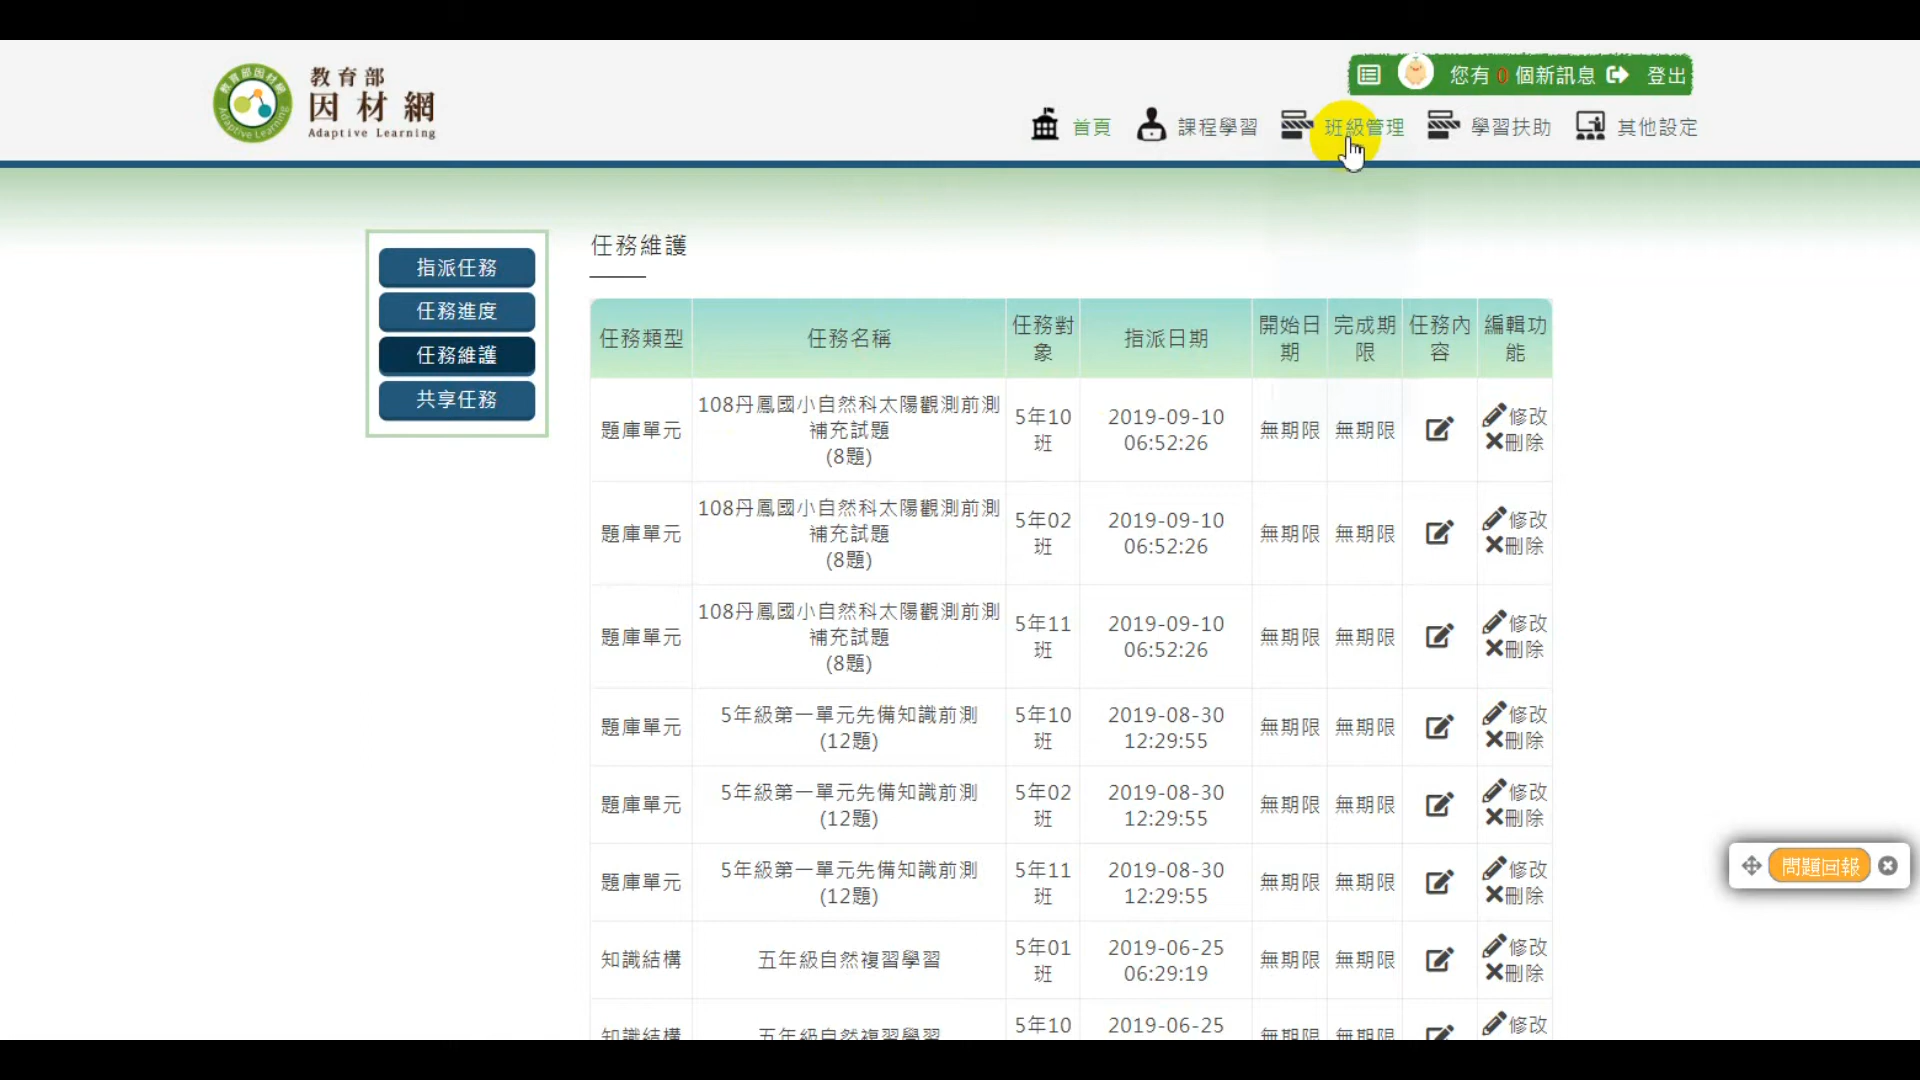 教育部
因材網
Adaptive Learning
您有 0 個新訊息 登出
首頁 課程學習 班級管理 學習扶助 其他設定
指派任務
任務進度
任務維護
共享任務
任務維護
任務類型 任務名稱 任務對象 指派日期 開始日期 完成期限 任務內容 編輯功能
題庫單元 108丹鳳國小自然科太陽觀測前測補充試題(8題) 5年10班 2019-09-10 06:52:26 無期限 無期限 修改 刪除
題庫單元 108丹鳳國小自然科太陽觀測前測補充試題(8題) 5年02班 2019-09-10 06:52:26 無期限 無期限 修改 刪除
題庫單元 108丹鳳國小自然科太陽觀測前測補充試題(8題) 5年11班 2019-09-10 06:52:26 無期限 無期限 修改 刪除
題庫單元 5年級第一單元先備知識前測(12題) 5年10班 2019-08-30 12:29:55 無期限 無期限 修改 刪除
題庫單元 5年級第一單元先備知識前測(12題) 5年02班 2019-08-30 12:29:55 無期限 無期限 修改 刪除
題庫單元 5年級第一單元先備知識前測(12題) 5年11班 2019-08-30 12:29:55 無期限 無期限 修改 刪除
知識結構 五年級自然複習學習 5年01班 2019-06-25 06:29:19 無期限 無期限 修改 刪除
知識結構 五年級自然複習學習 5年10 2019-06-25 無期限 無期限 修改
問題回報